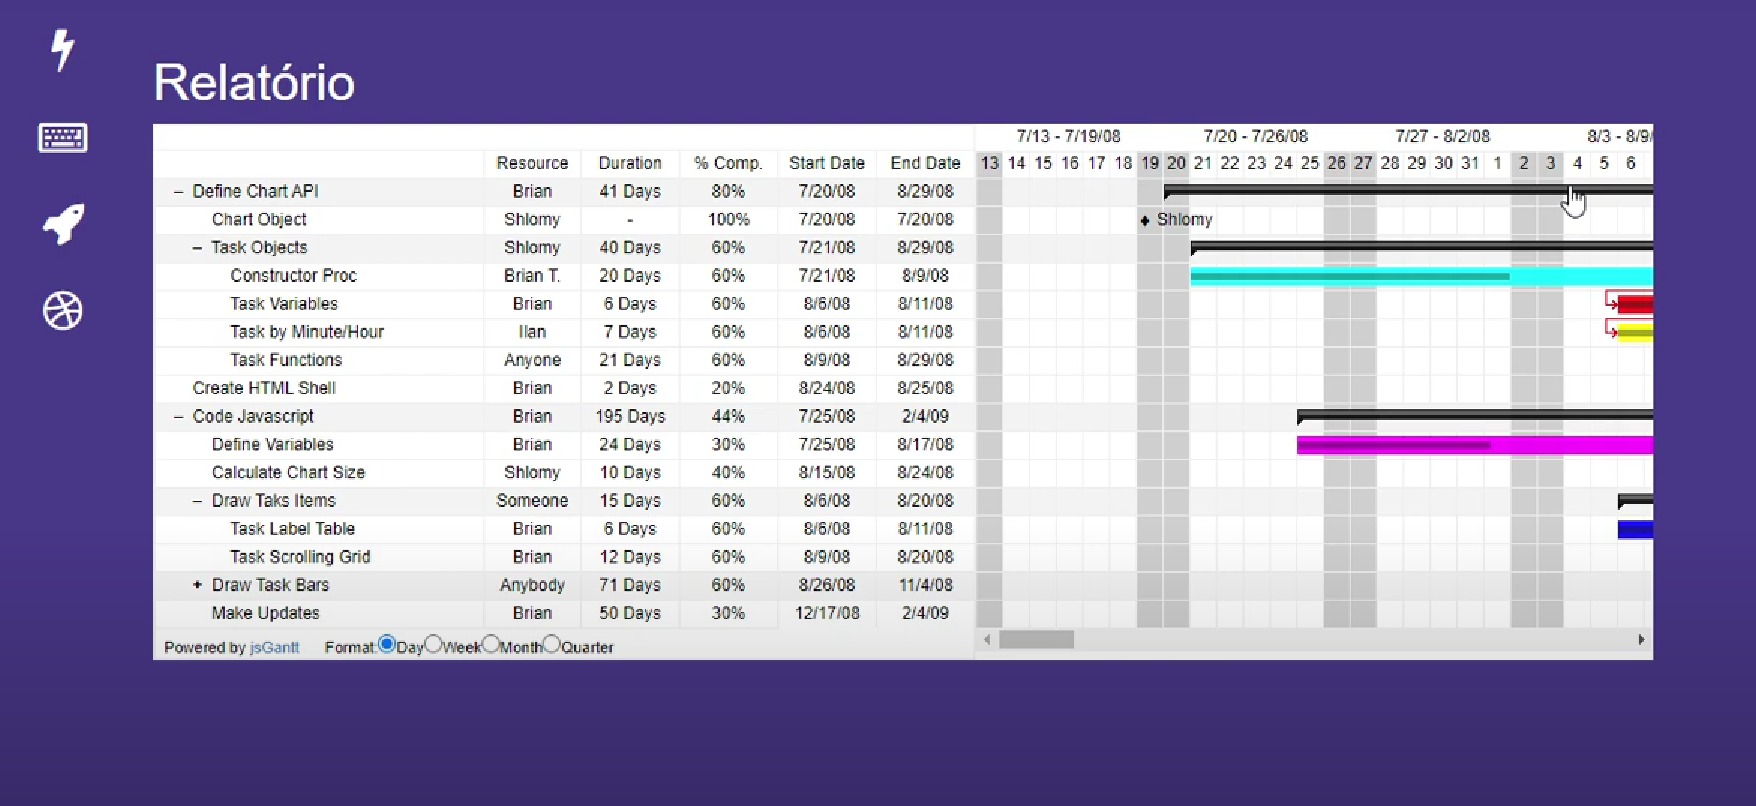 Relatório
7/13 - 7/19/08 7/20 - 7/26/08 7/27 - 8/2/08 8/3 - 8/9/
Resource Duration % Comp. Start Date End Date 13 14 15 16 17 18 19 20 21 22 23 24 25 26 27 28 29 30 31 1 2 3 4 5 6
– Define Chart API Brian 41 Days 80% 7/20/08 8/29/08
Chart Object Shlomy - 100% 7/20/08 7/20/08 Shlomy
– Task Objects Shlomy 40 Days 60% 7/21/08 8/29/08
Constructor Proc Brian T. 20 Days 60% 7/21/08 8/9/08
Task Variables Brian 6 Days 60% 8/6/08 8/11/08
Task by Minute/Hour Ilan 7 Days 60% 8/6/08 8/11/08
Task Functions Anyone 21 Days 60% 8/9/08 8/29/08
Create HTML Shell Brian 2 Days 20% 8/24/08 8/25/08
– Code Javascript Brian 195 Days 44% 7/25/08 2/4/09
Define Variables Brian 24 Days 30% 7/25/08 8/17/08
Calculate Chart Size Shlomy 10 Days 40% 8/15/08 8/24/08
– Draw Taks Items Someone 15 Days 60% 8/6/08 8/20/08
Task Label Table Brian 6 Days 60% 8/6/08 8/11/08
Task Scrolling Grid Brian 12 Days 60% 8/9/08 8/20/08
+ Draw Task Bars Anybody 71 Days 60% 8/26/08 11/4/08
Make Updates Brian 50 Days 30% 12/17/08 2/4/09
Powered by jsGantt Format: Day Week Month Quarter